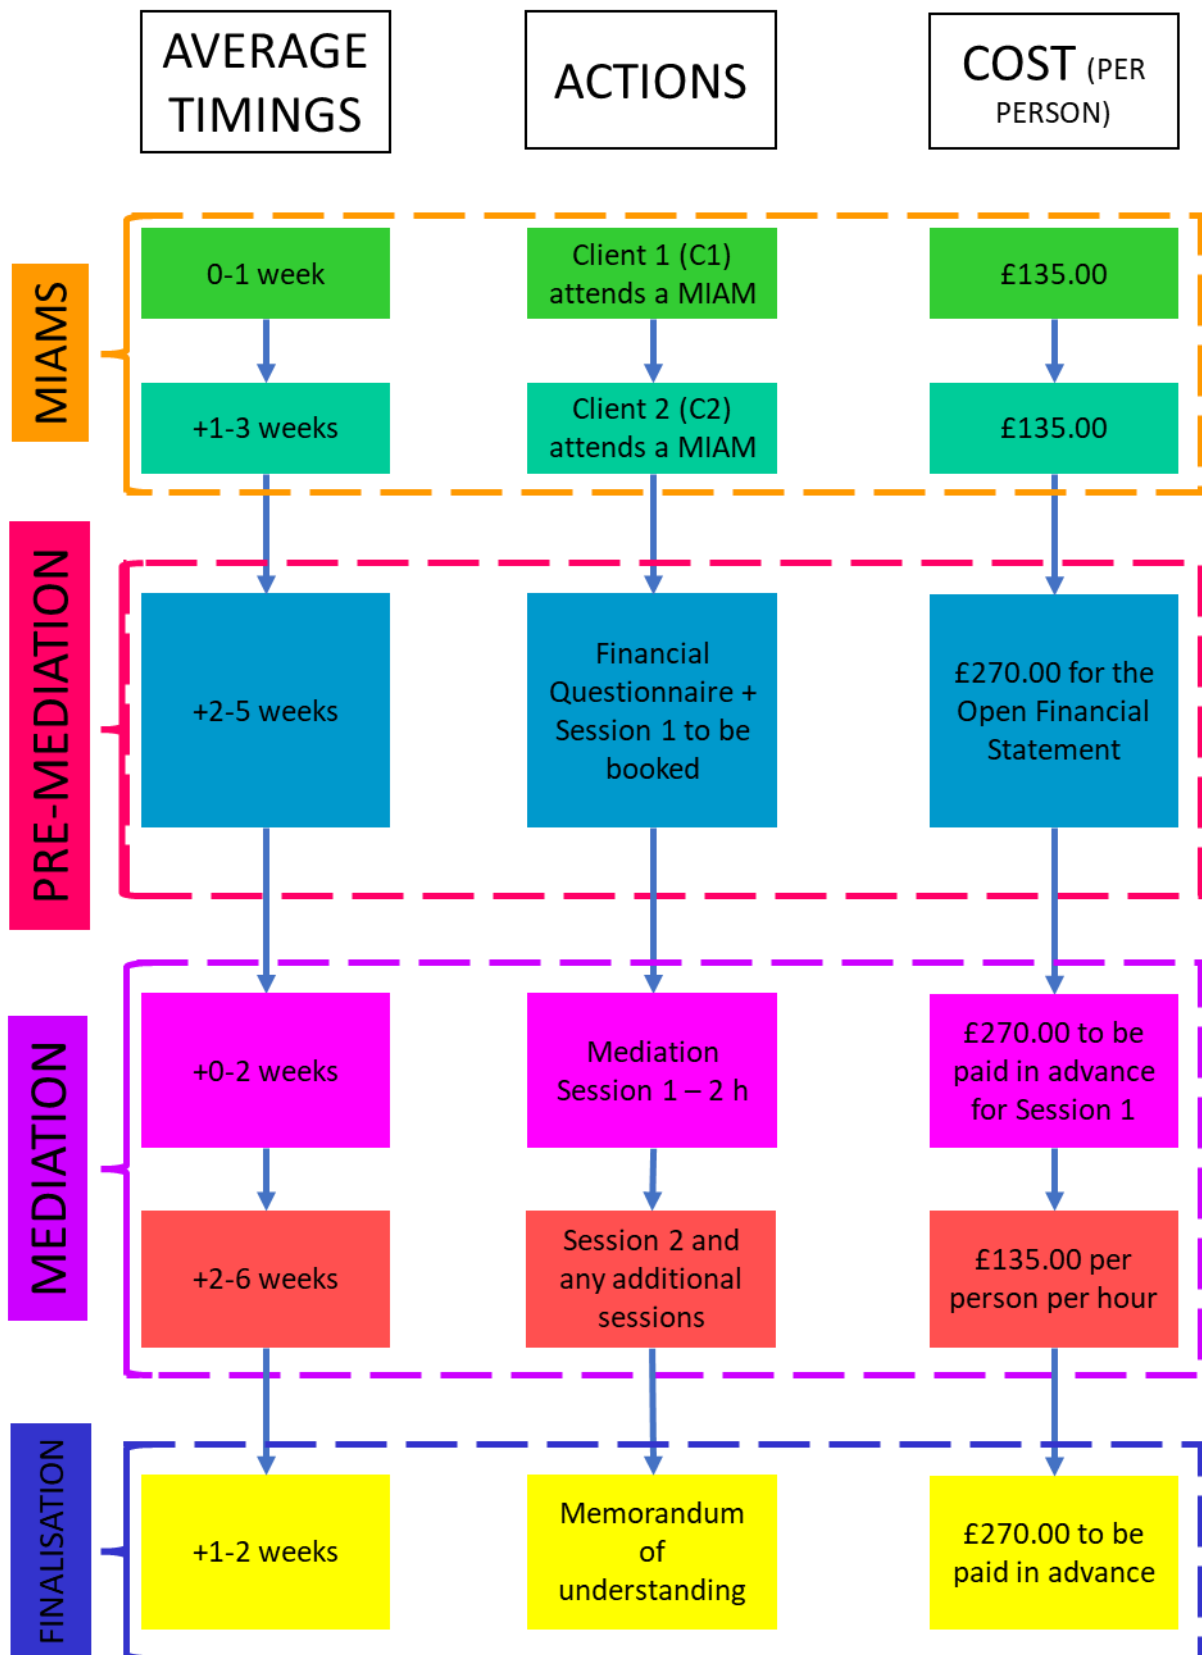 AVERAGE
TIMINGS
ACTIONS
COST (PER
PERSON)
MIAMS
0-1 week
Client 1 (C1)
attends a MIAM
£135.00
+1-3 weeks
Client 2 (C2)
attends a MIAM
£135.00
PRE-MEDIATION
+2-5 weeks
Financial
Questionnaire +
Session 1 to be
booked
£270.00 for the
Open Financial
Statement
MEDIATION
+0-2 weeks
Mediation
Session 1 – 2 h
£270.00 to be
paid in advance
for Session 1
+2-6 weeks
Session 2 and
any additional
sessions
£135.00 per
person per hour
FINALISATION
+1-2 weeks
Memorandum
of
understanding
£270.00 to be
paid in advance